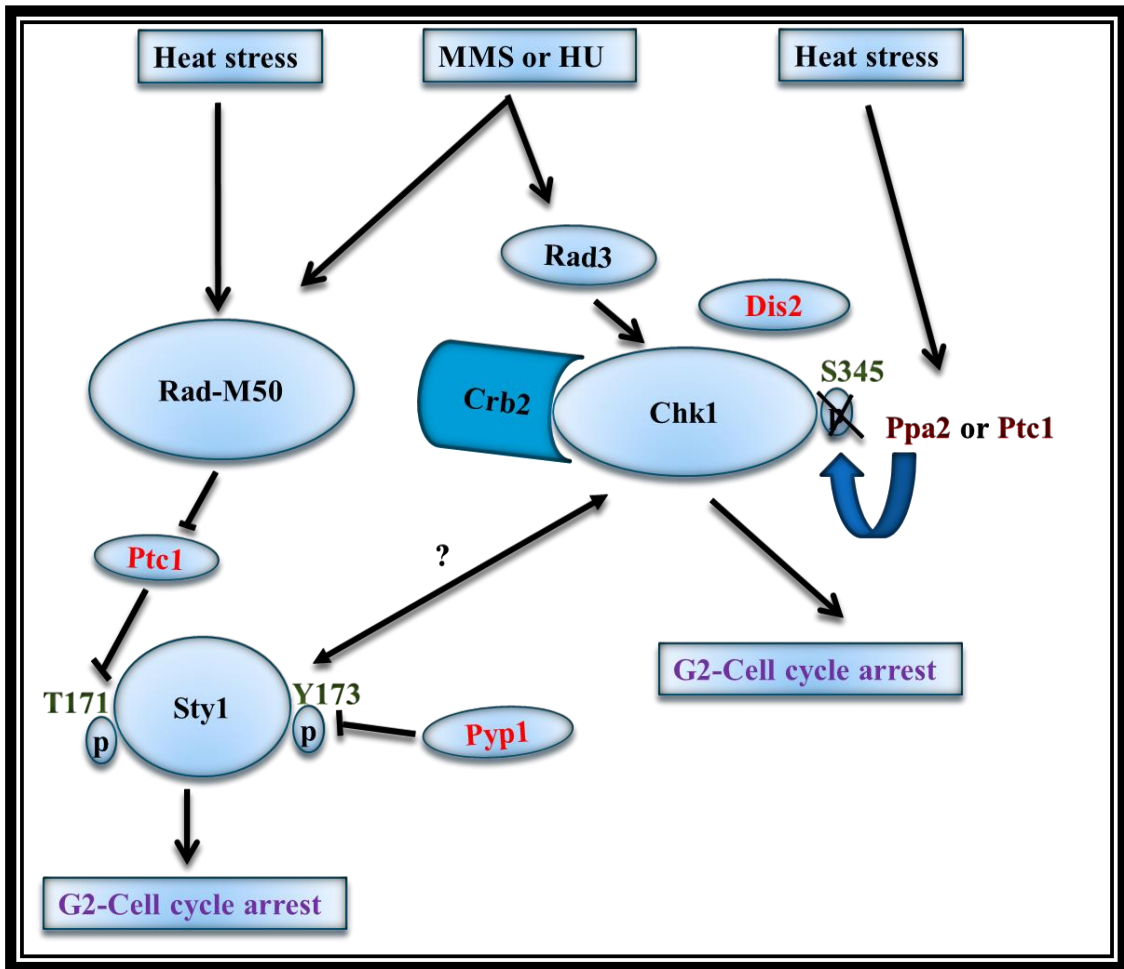 Heat stress
MMS or HU
Heat stress
Rad3
Dis2
S345
Rad-M50
Crb2
Chk1
p
Ppa2 or Ptc1
Ptc1
?
T171
Sty1
Y173
p
p
Pyp1
G2-Cell cycle arrest
G2-Cell cycle arrest